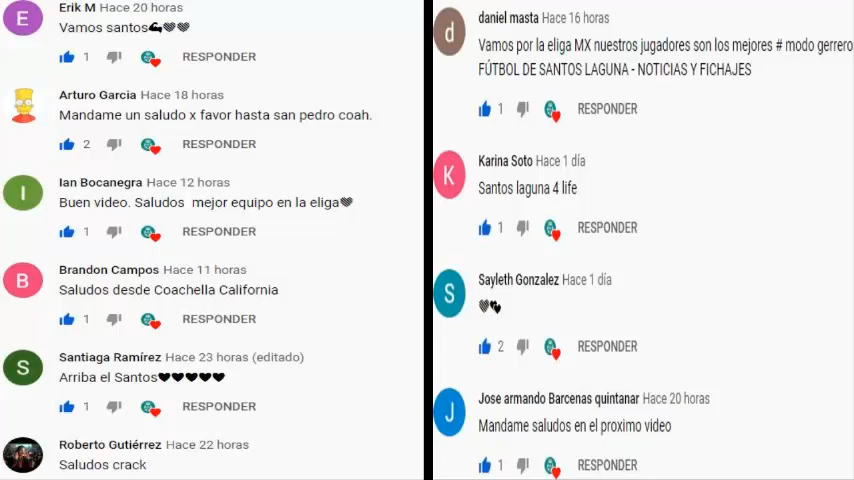 E
Erik M Hace 20 horas
Vamos santos💪🖤🖤
1 RESPONDER
Arturo Garcia Hace 18 horas
Mandame un saludo x favor hasta san pedro coah.
2 RESPONDER
I
Ian Bocanegra Hace 12 horas
Buen video. Saludos mejor equipo en la eliga🖤
1 RESPONDER
B
Brandon Campos Hace 11 horas
Saludos desde Coachella California
1 RESPONDER
S
Santiaga Ramírez Hace 23 horas (editado)
Arriba el Santos🖤🖤🖤🖤🖤
1 RESPONDER
Roberto Gutiérrez Hace 22 horas
Saludos crack
d
daniel masta Hace 16 horas
Vamos por la eliga MX nuestros jugadores son los mejores # modo gerrero
FÚTBOL DE SANTOS LAGUNA - NOTICIAS Y FICHAJES
1 RESPONDER
K
Karina Soto Hace 1 día
Santos laguna 4 life
1 RESPONDER
S
Sayleth Gonzalez Hace 1 día
🖤💕
2 RESPONDER
J
Jose armando Barcenas quintanar Hace 20 horas
Mandame saludos en el proximo video
1 RESPONDER